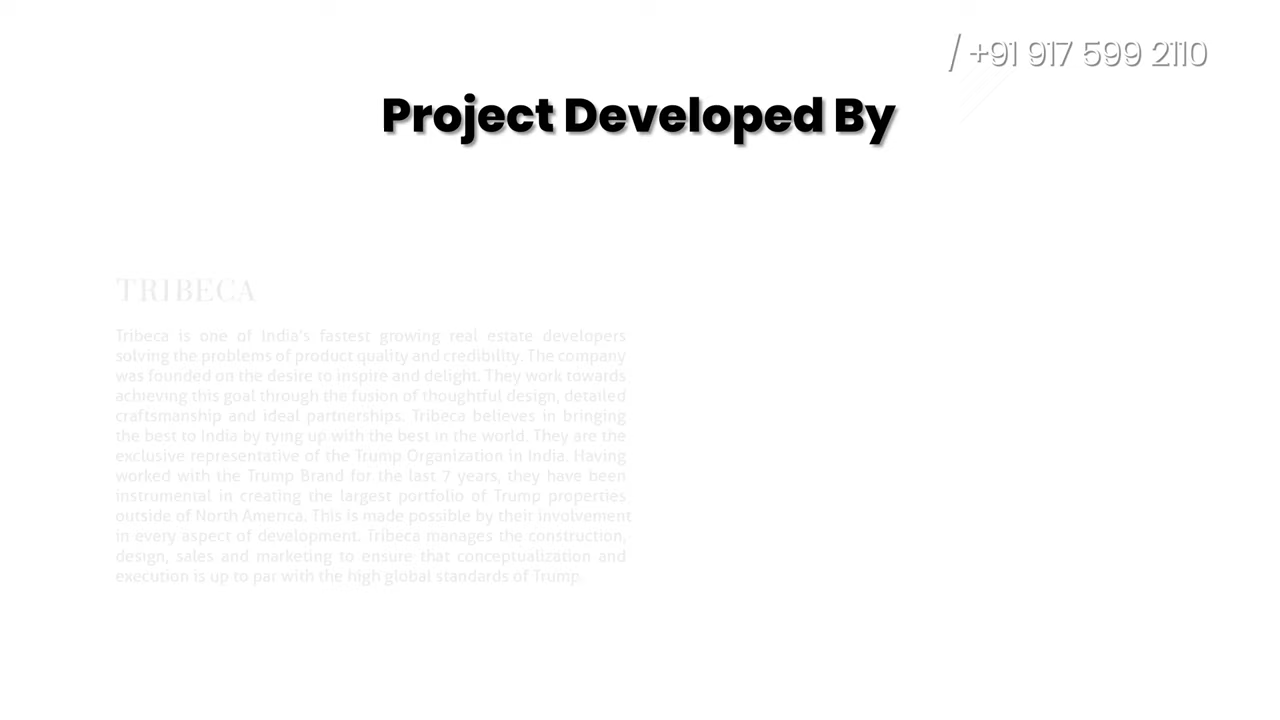 / +91 917 599 2110
Project Developed By
TRIBECA
Tribeca is one of India's fastest growing real estate developers
solving the problems of product quality and credibility. The company
was founded on the desire to inspire and delight. They work towards
achieving this goal through the fusion of thoughtful design, detailed
craftsmanship and ideal partnerships. Tribeca believes in bringing
the best to India by tying up with the best in the world. They are the
exclusive representative of the Trump Organization in India. Having
worked with the Trump Brand for the last 7 years, they have been
instrumental in creating the largest portfolio of Trump properties
outside of North America. This is made possible by their involvement
in every aspect of development. Tribeca manages the construction,
design, sales and marketing to ensure that conceptualization and
execution is up to par with the high global standards of Trump.